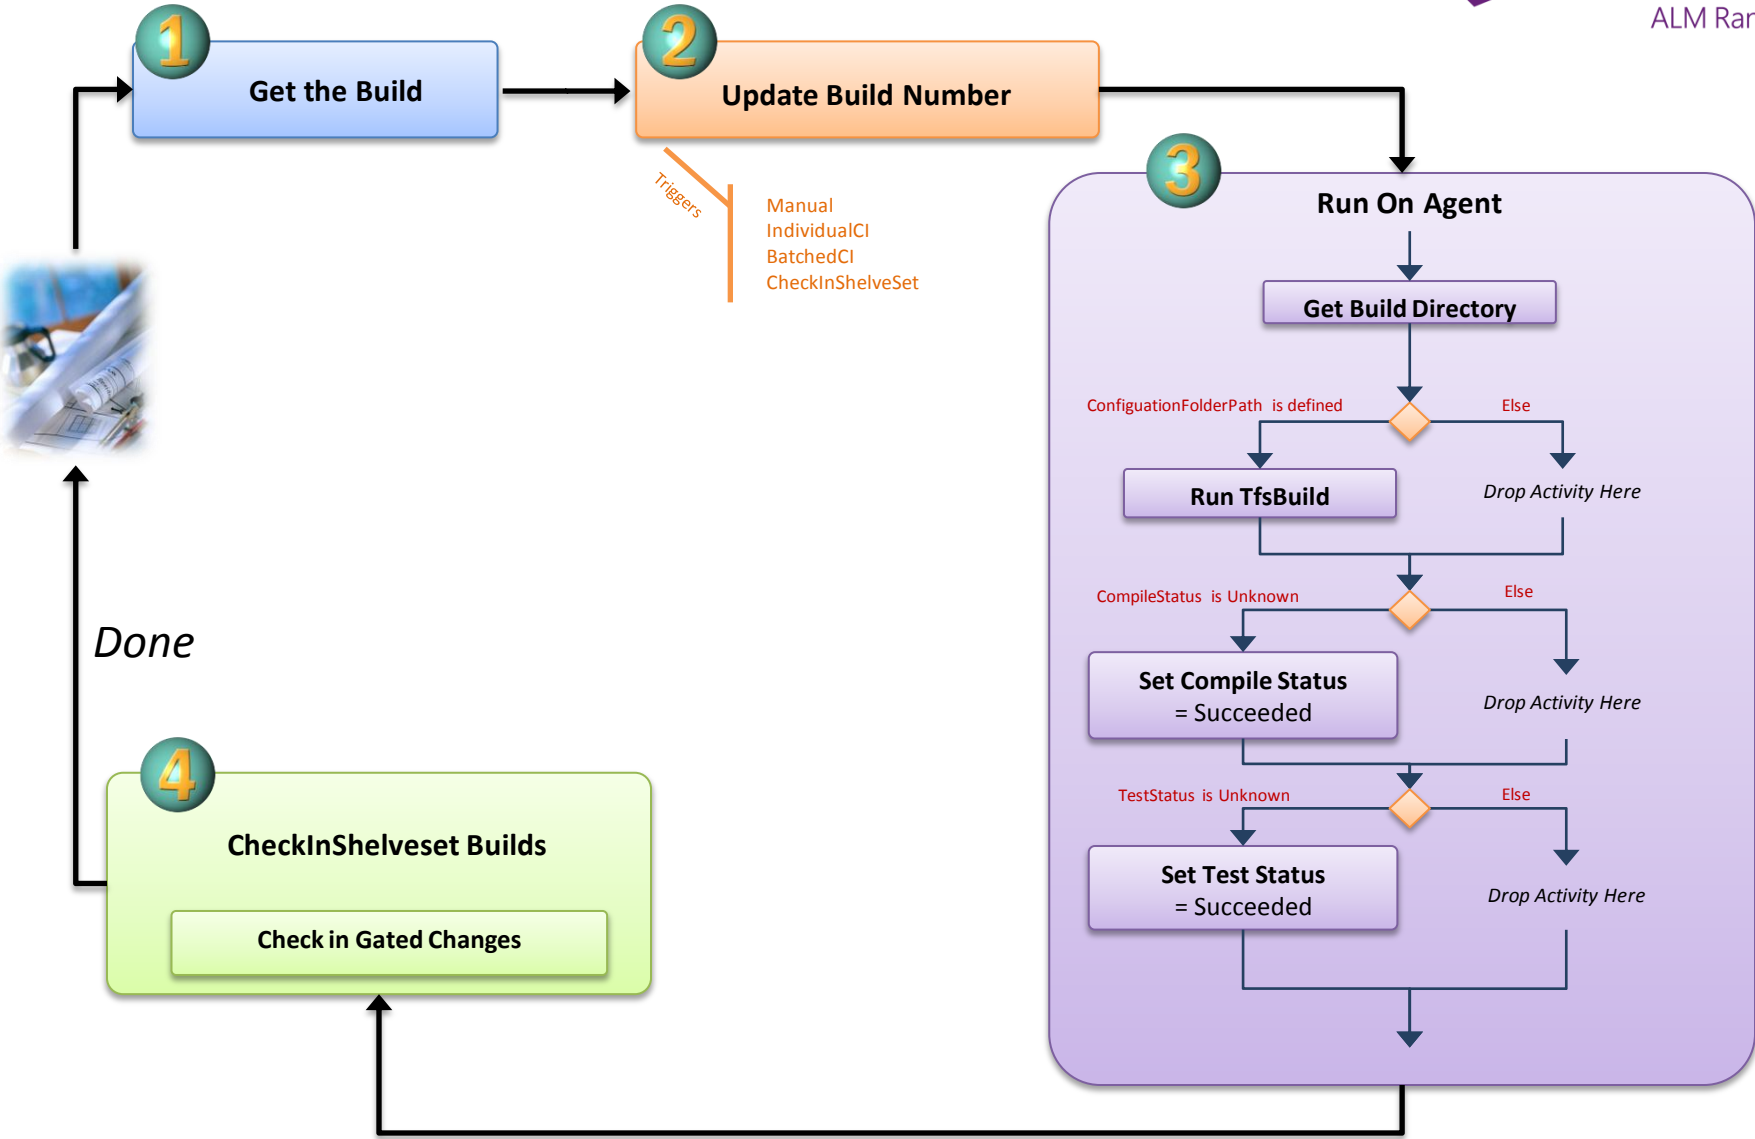 ALM Ran
1
Get the Build
2
Update Build Number
Triggers
Manual
IndividualCI
BatchedCI
CheckInShelveSet
3
Run On Agent
Get Build Directory
ConfiguationFolderPath is defined
Else
Run TfsBuild
Drop Activity Here
CompileStatus is Unknown
Else
Set Compile Status
= Succeeded
Drop Activity Here
TestStatus is Unknown
Else
Set Test Status
= Succeeded
Drop Activity Here
Done
4
CheckInShelveset Builds
Check in Gated Changes